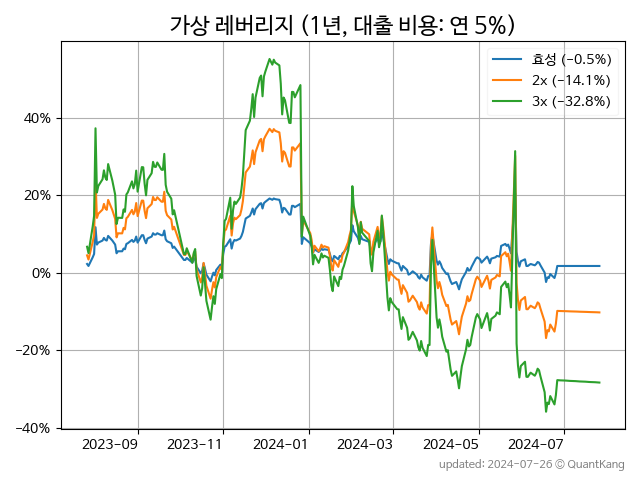 가상 레버리지 (1년, 대출 비용: 연 5%)
효성 (−0.5%)
2x (−14.1%)
3x (−32.8%)
40%
20%
0%
−20%
−40%
2023-09
2023-11
2024-01
2024-03
2024-05
2024-07
updated: 2024-07-26 © QuantKang